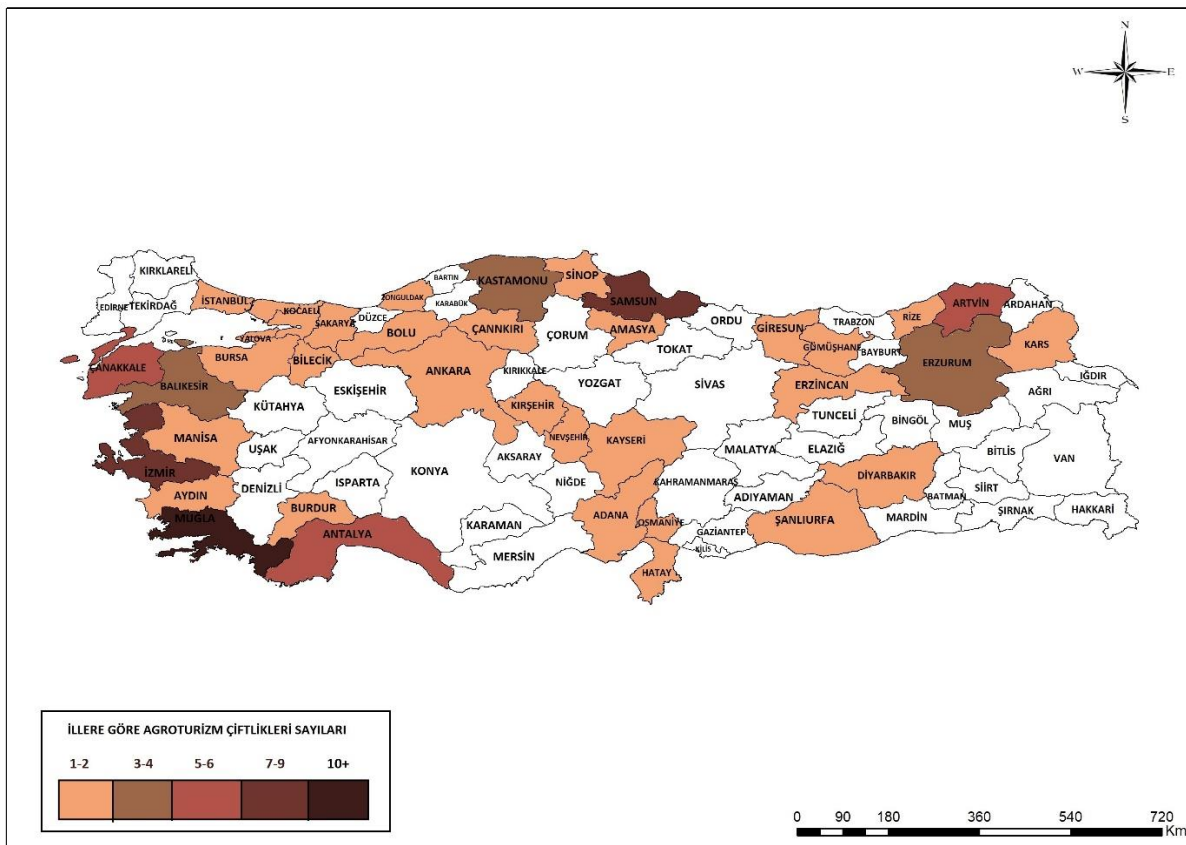 N
W E
S
KIRKLARELİ
EDİRNE
TEKİRDAĞ
İSTANBUL
KOCAELİ
SAKARYA
YALOVA
DÜZCE
ZONGULDAK
BARTIN
KARABÜK
KASTAMONU
SİNOP
SAMSUN
BOLU
ÇANNKIRI
ÇORUM
AMASYA
ORDU
TOKAT
GİRESUN
GÖMÜŞHANE
TRABZON
BAYBURT
RİZE
ARTVİN
ARDAHAN
KARS
ERZURUM
ERZİNCAN
IĞDIR
AĞRI
ÇANAKKALE
BALIKESİR
BURSA
BİLECİK
ESKİŞEHİR
KÜTAHYA
ANKARA
KIRIKKALE
YOZGAT
SİVAS
KIRŞEHİR
NEVŞEHİR
KAYSERİ
TUNCELİ
BİNGÖL
MUŞ
MANİSA
UŞAK
AFYONKARAHİSAR
İZMİR
AYDIN
DENİZLİ
ISPARTA
KONYA
AKSARAY
NİĞDE
MALATYA
ELAZIĞ
BİTLİS
VAN
DİYARBAKIR
BATMAN
SİİRT
KAHRAMANMARAŞ
ADIYAMAN
MUĞLA
BURDUR
ANTALYA
KARAMAN
MERSİN
ADANA
OSMANİYE
GAZİANTEP
KİLİS
ŞANLIURFA
MARDİN
ŞIRNAK
HAKKARİ
HATAY
İLLERE GÖRE AGROTURİZM ÇİFTLİKLERİ SAYILARI
1-2 3-4 5-6 7-9 10+
0 90 180 360 540 720
Km